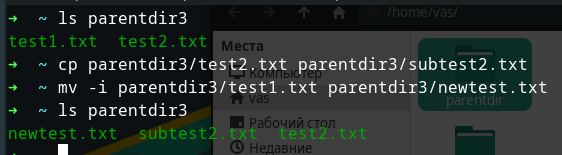 ➜ ~ ls parentdir3
test1.txt test2.txt
➜ ~ cp parentdir3/test2.txt parentdir3/subtest2.txt
➜ ~ mv -i parentdir3/test1.txt parentdir3/newtest.txt
➜ ~ ls parentdir3
newtest.txt subtest2.txt test2.txt
➜ ~
/home/vas/
Места
Компьютер
vas
Рабочий стол
Недавние
parentdir